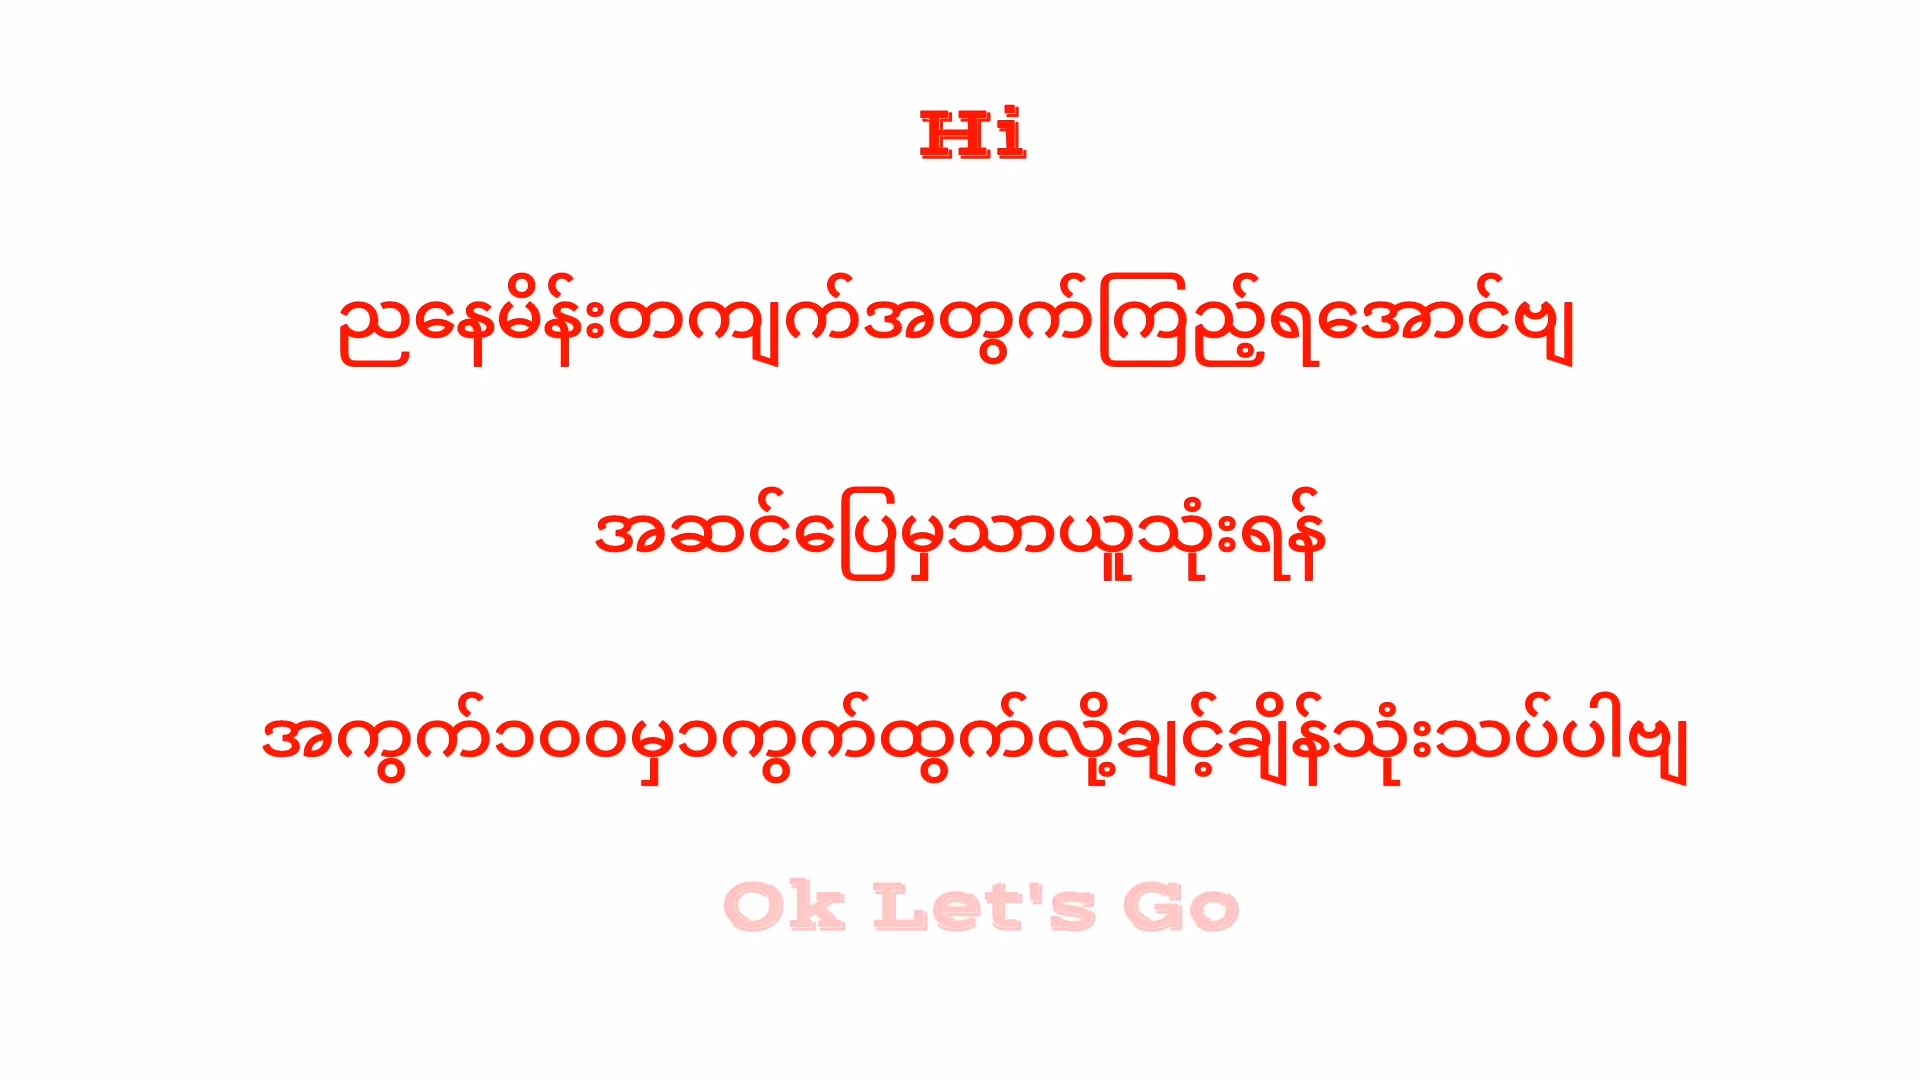 Hi
ညနေမိန်းတကျက်အတွက်ကြည့်ရအောင်ဗျ
အဆင်ပြေမှသာယူသုံးရန်
အကွက်၁၀၀မှ၁ကွက်ထွက်လို့ချင့်ချိန်သုံးသပ်ပါဗျ
Ok Let's Go